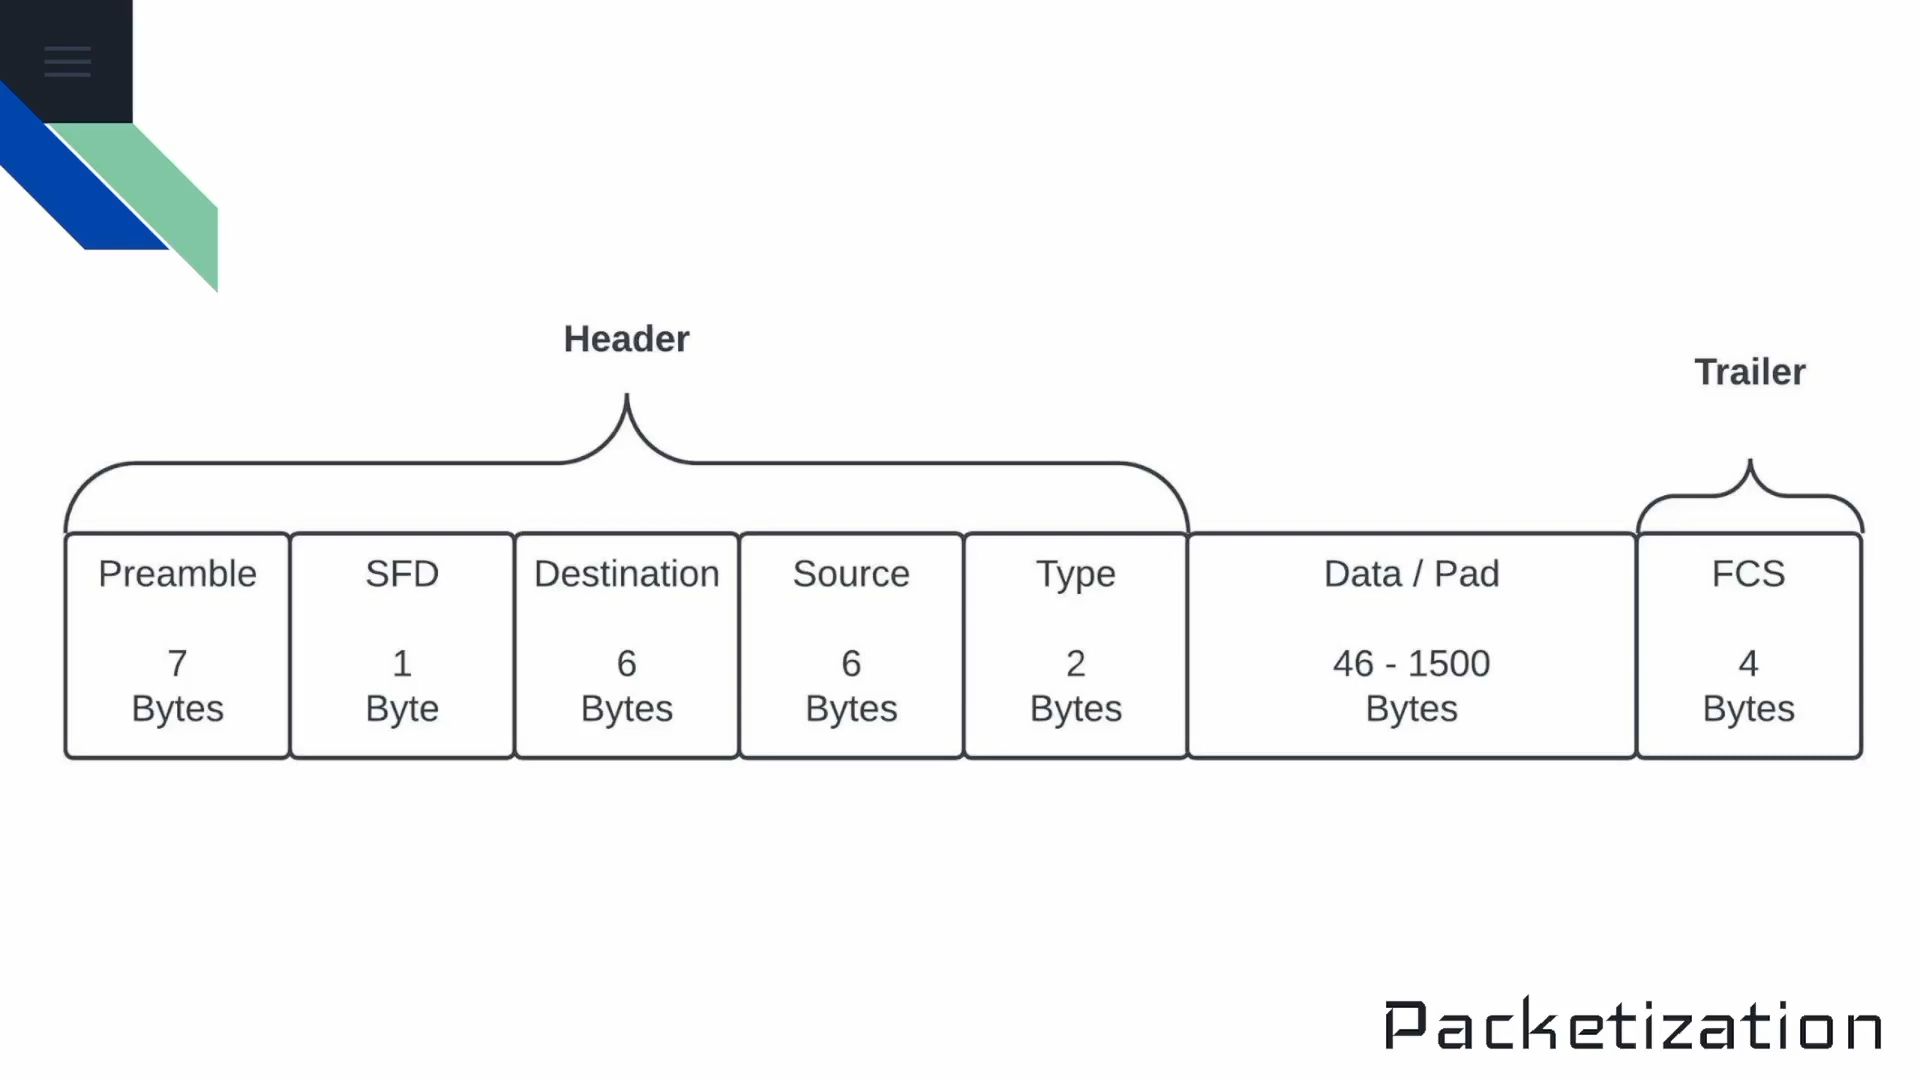 Header
Trailer
Preamble
7
Bytes
SFD
1
Byte
Destination
6
Bytes
Source
6
Bytes
Type
2
Bytes
Data / Pad
46 - 1500
Bytes
FCS
4
Bytes
Packetization